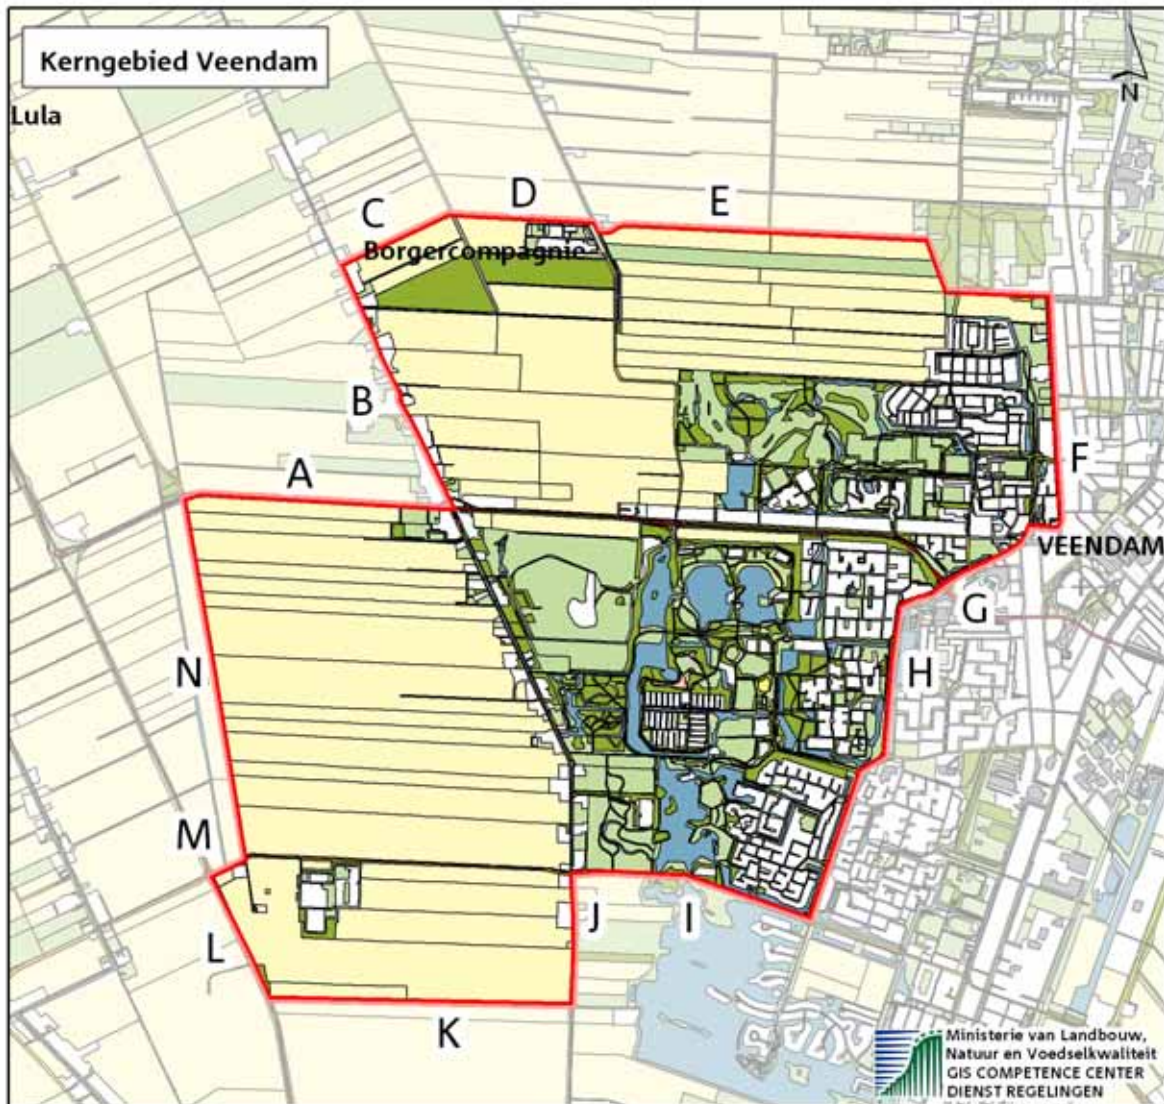 Kerngebied Veendam
N
Lula
D
E
C
Borgercompagnie
B
A
F
VEENDAM
G
H
N
M
J
I
L
K
Ministerie van Landbouw,
Natuur en Voedselkwaliteit
GIS COMPETENCE CENTER
DIENST REGELINGEN